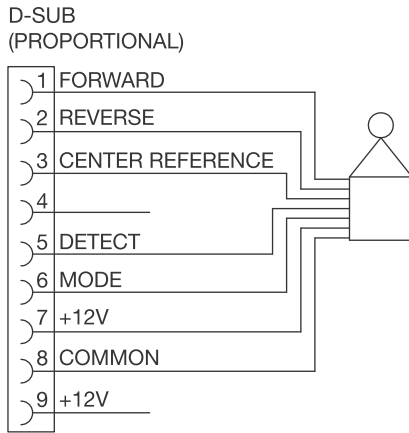 D-SUB
(PROPORTIONAL)
1 FORWARD
2 REVERSE
3 CENTER REFERENCE
4
5 DETECT
6 MODE
7 +12V
8 COMMON
9 +12V